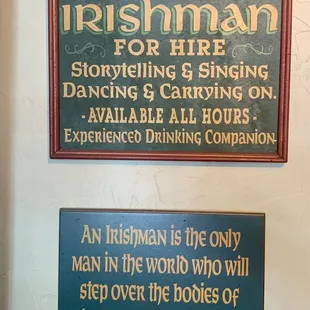 IRISHMAN
FOR HIRE
STORYTELLING & SINGING
DANCING & CARRYING ON.
· AVAILABLE ALL HOURS ·
EXPERIENCED DRINKING COMPANION
AN IRISHMAN IS THE ONLY
MAN IN THE WORLD WHO WILL
STEP OVER THE BODIES OF